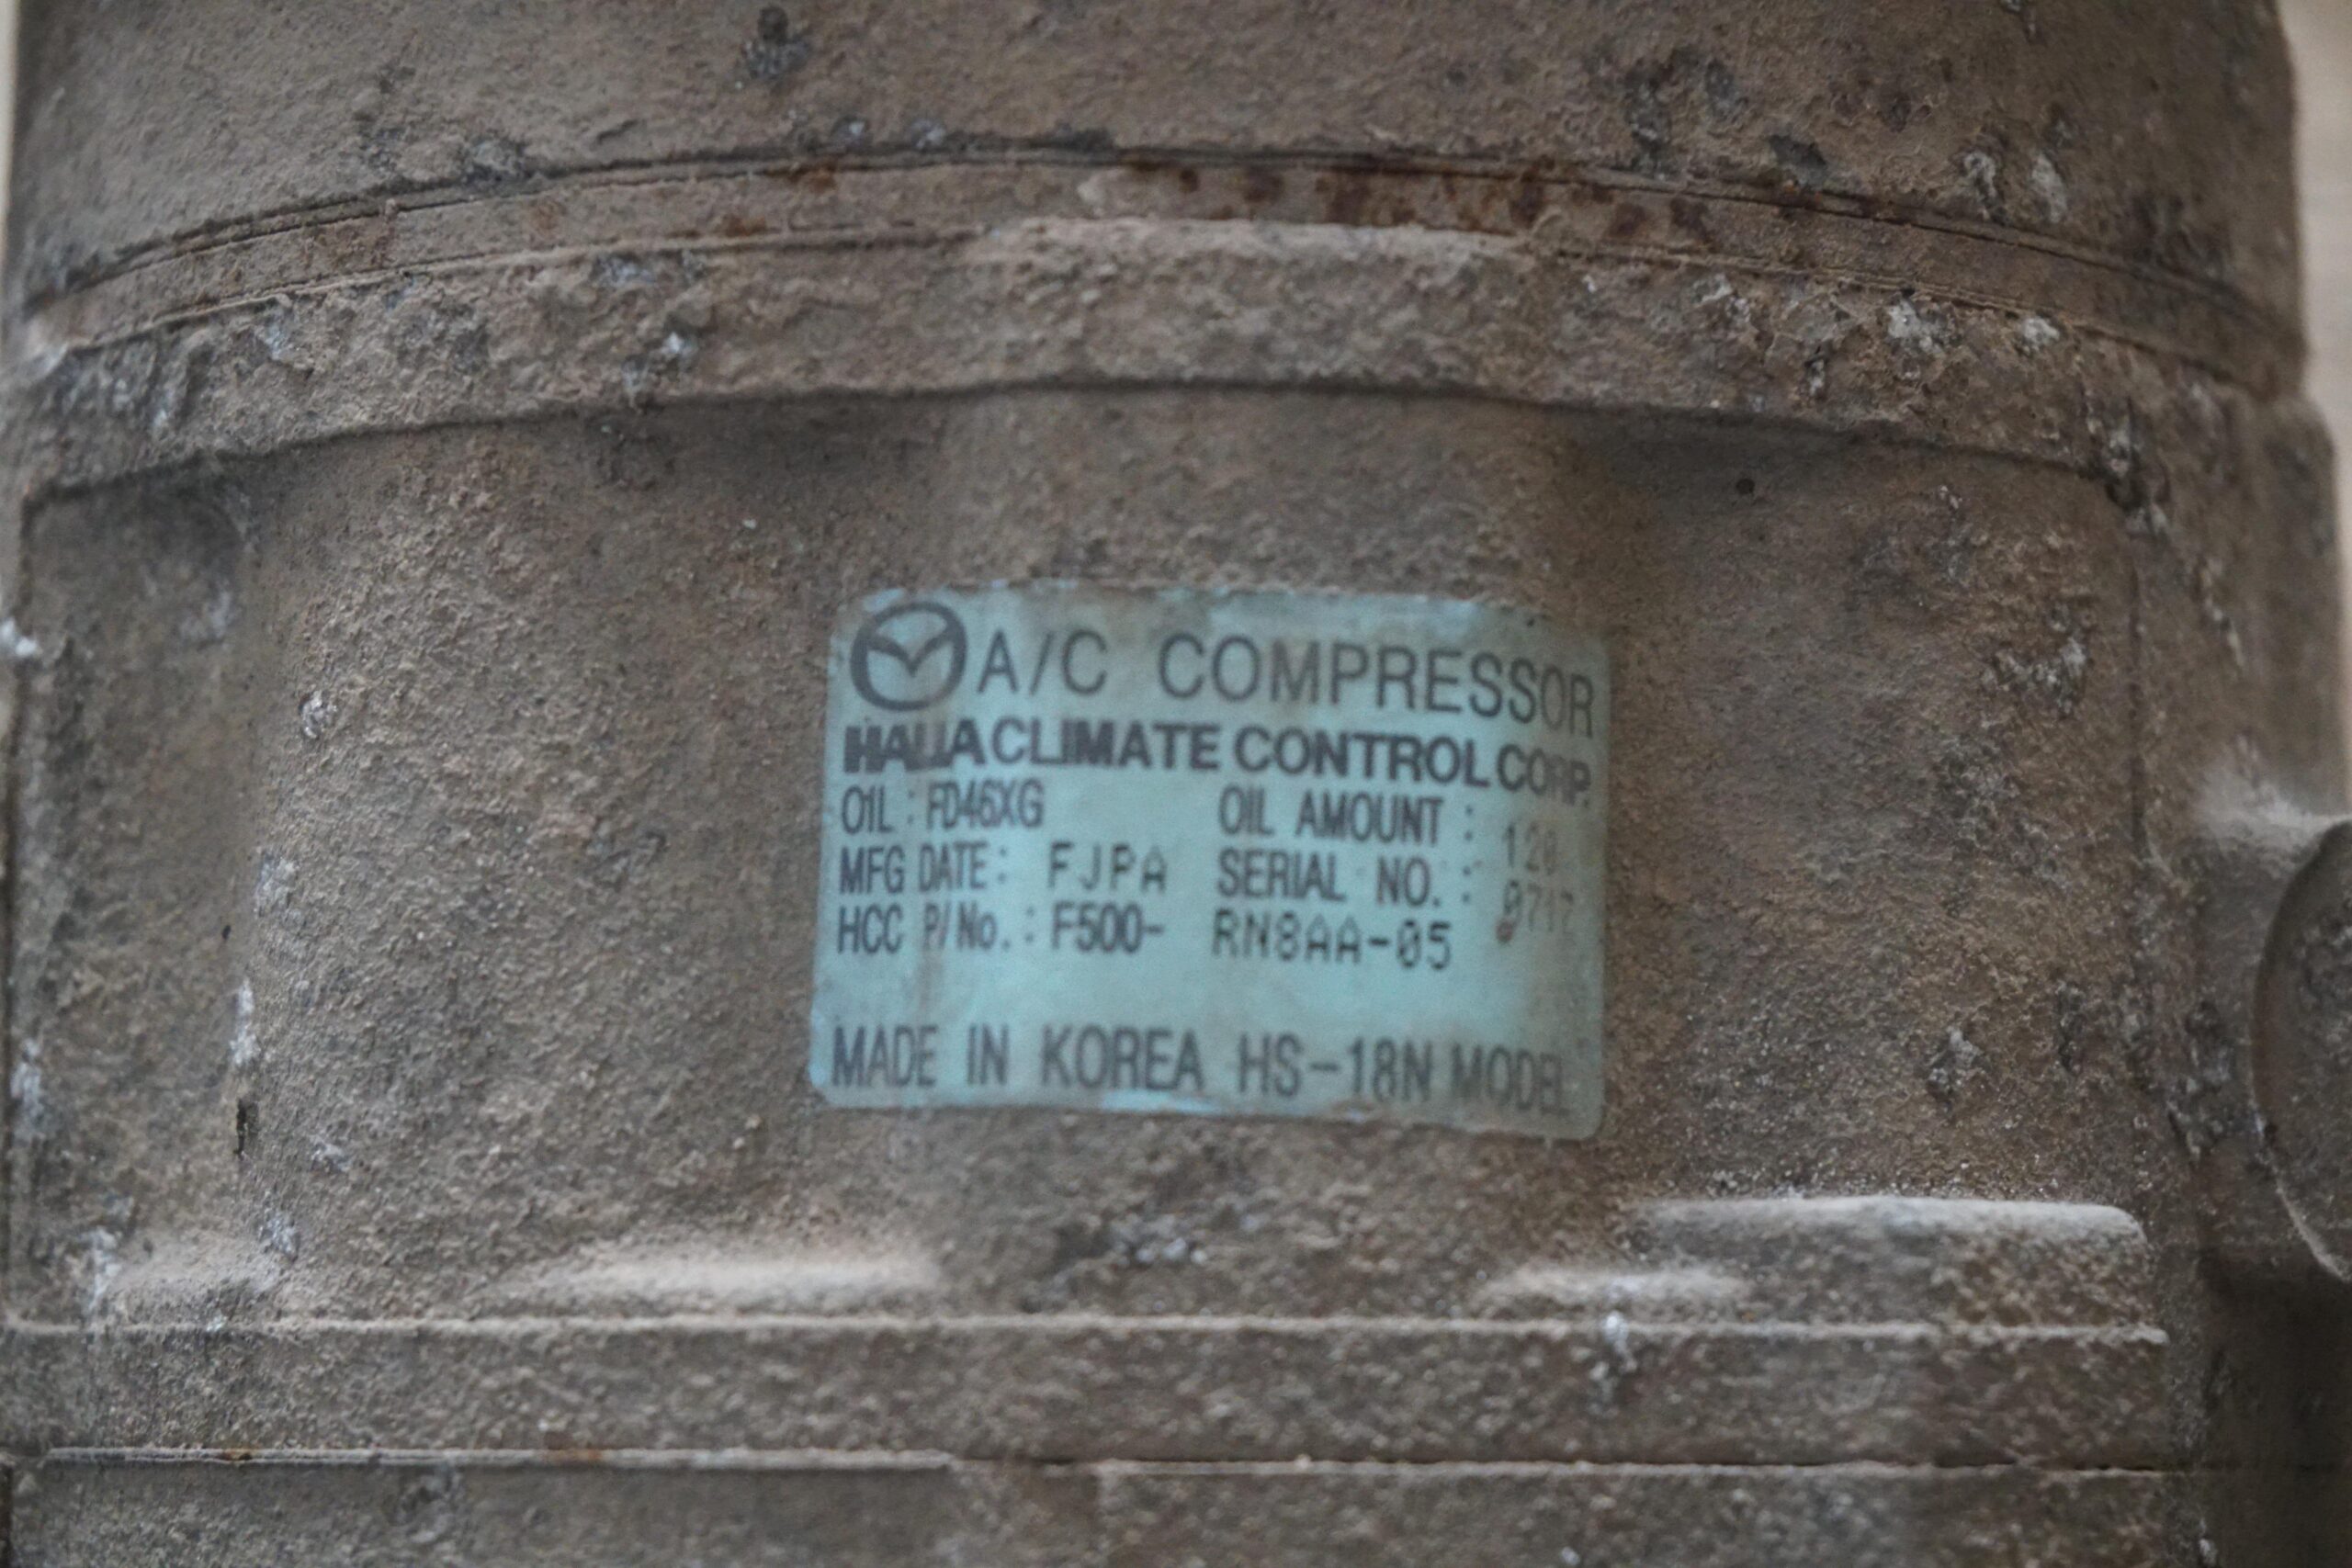 A/C COMPRESSOR
HALLA CLIMATE CONTROL CORP.
OIL : FD46XG OIL AMOUNT : 120
MFG DATE : FJPA SERIAL NO. :
HCC P/No. : F500- RN8AA-05
MADE IN KOREA HS-18N MODEL